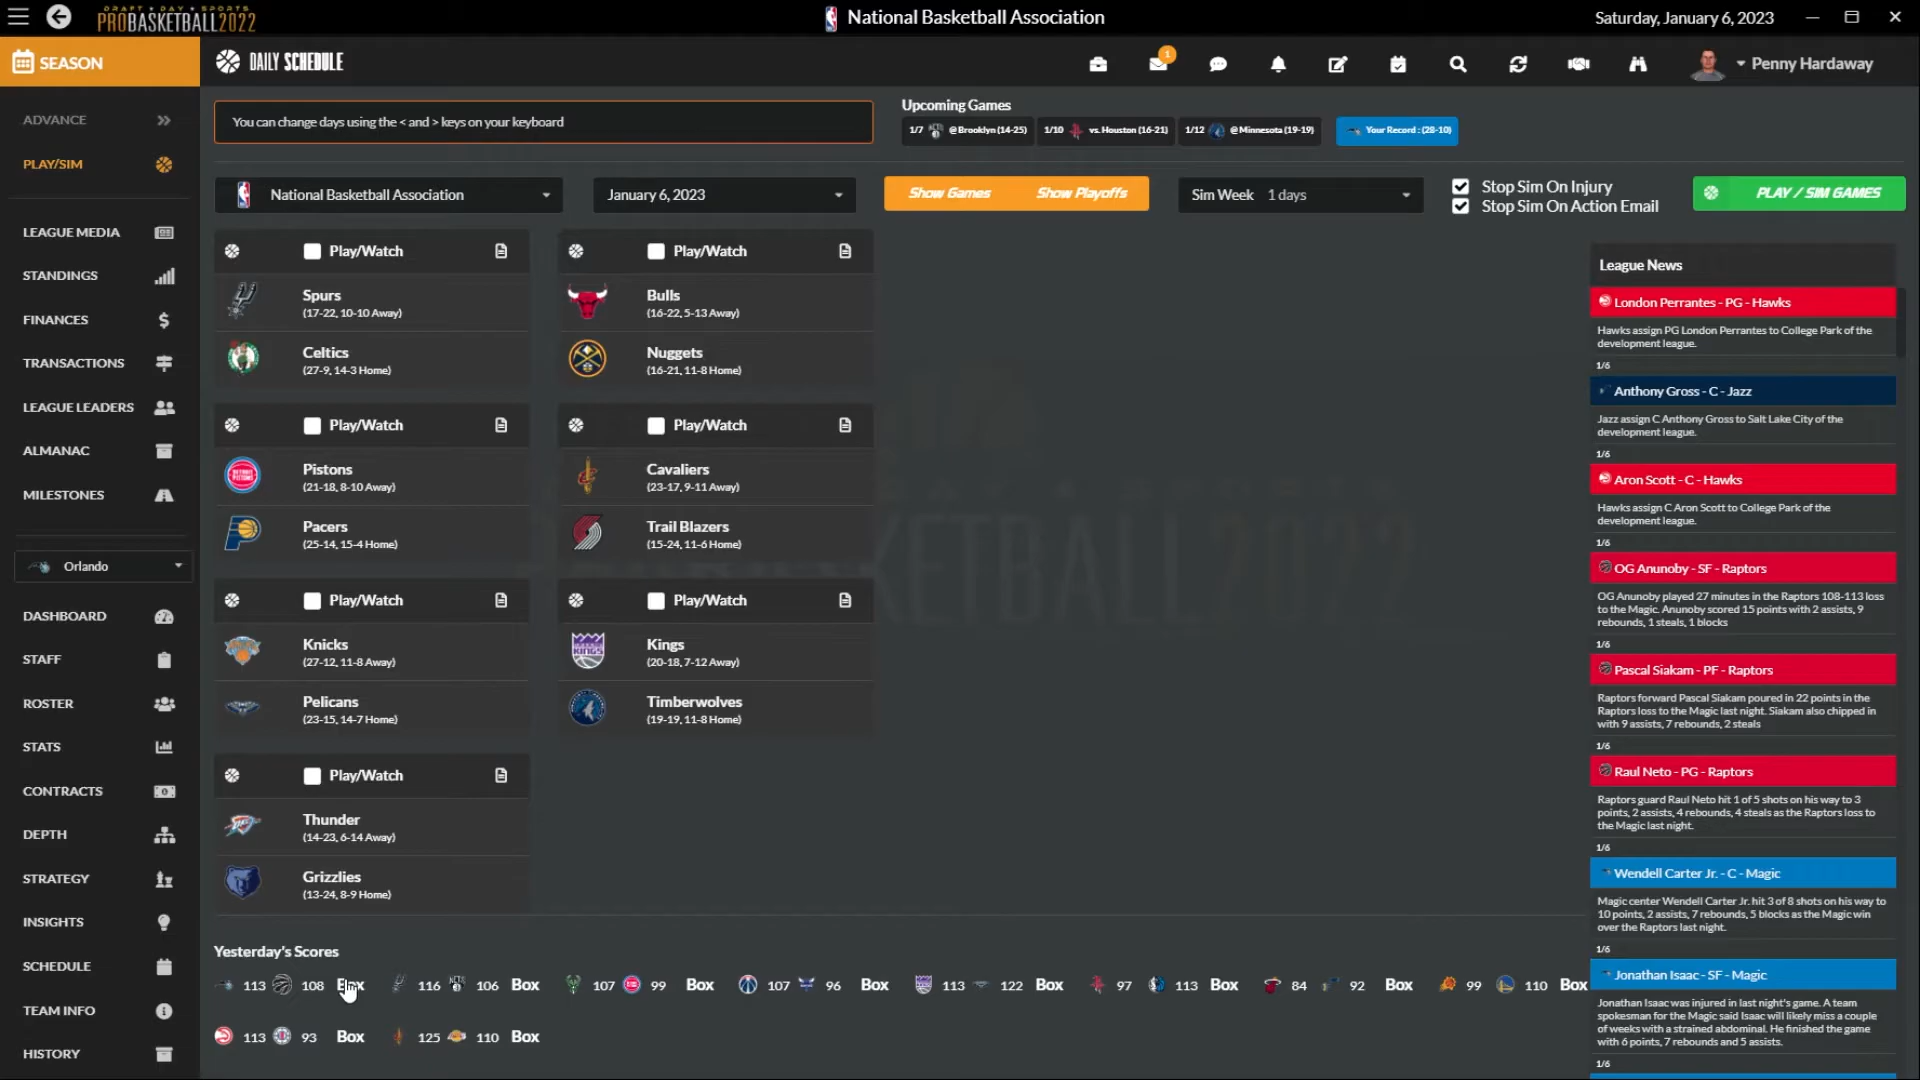 DRAFT • DAY • SPORTS
PROBASKETBALL2022
National Basketball Association
Saturday, January 6, 2023
SEASON
DAILY SCHEDULE
1
Penny Hardaway
ADVANCE
PLAY/SIM
LEAGUE MEDIA
STANDINGS
FINANCES
TRANSACTIONS
LEAGUE LEADERS
ALMANAC
MILESTONES
Orlando
DASHBOARD
STAFF
ROSTER
STATS
CONTRACTS
DEPTH
STRATEGY
INSIGHTS
SCHEDULE
TEAM INFO
HISTORY
You can change days using the < and > keys on your keyboard
Upcoming Games
1/7 @Brooklyn (14-25)
1/10 vs. Houston (16-21)
1/12 @Minnesota (19-19)
Your Record : (28-10)
National Basketball Association
January 6, 2023
Show Games
Show Playoffs
Sim Week 1 days
Stop Sim On Injury
Stop Sim On Action Email
PLAY / SIM GAMES
Play/Watch
Spurs
(17-22, 10-10 Away)
Celtics
(27-9, 14-3 Home)
Play/Watch
Bulls
(16-22, 5-13 Away)
Nuggets
(16-21, 11-8 Home)
Play/Watch
Pistons
(21-18, 8-10 Away)
Pacers
(25-14, 15-4 Home)
Play/Watch
Cavaliers
(23-17, 9-11 Away)
Trail Blazers
(15-24, 11-6 Home)
Play/Watch
Knicks
(27-12, 11-8 Away)
Pelicans
(23-15, 14-7 Home)
Play/Watch
Kings
(20-18, 7-12 Away)
Timberwolves
(19-19, 11-8 Home)
Play/Watch
Thunder
(14-23, 6-14 Away)
Grizzlies
(13-24, 8-9 Home)
Yesterday's Scores
113 108 Box 116 106 Box 107 99 Box 107 96 Box 113 122 Box 97 113 Box 84 92 Box 99 110 Box
113 93 Box 125 110 Box
League News
London Perrantes - PG - Hawks
Hawks assign PG London Perrantes to College Park of the
development league.
1/6
Anthony Gross - C - Jazz
Jazz assign C Anthony Gross to Salt Lake City of the
development league.
1/6
Aron Scott - C - Hawks
Hawks assign C Aron Scott to College Park of the
development league.
1/6
OG Anunoby - SF - Raptors
OG Anunoby played 27 minutes in the Raptors 108-113 loss
to the Magic. Anunoby scored 15 points with 2 assists, 9
rebounds, 1 steals, 1 blocks
1/6
Pascal Siakam - PF - Raptors
Raptors forward Pascal Siakam poured in 22 points in the
Raptors loss to the Magic last night. Siakam also chipped in
with 9 assists, 7 rebounds, 2 steals
1/6
Raul Neto - PG - Raptors
Raptors guard Raul Neto hit 1 of 5 shots on his way to 3
points, 2 assists, 4 rebounds, 4 steals as the Raptors loss to
the Magic last night.
1/6
Wendell Carter Jr. - C - Magic
Magic center Wendell Carter Jr. hit 3 of 8 shots on his way to
10 points, 2 assists, 7 rebounds, 5 blocks as the Magic win
over the Raptors last night.
1/6
Jonathan Isaac - SF - Magic
Jonathan Isaac was injured in last night's game. A team
spokesman for the Magic said Isaac will likely miss a couple
of weeks with a strained abdominal. He finished the game
with 6 points, 7 rebounds and 5 assists.
1/6